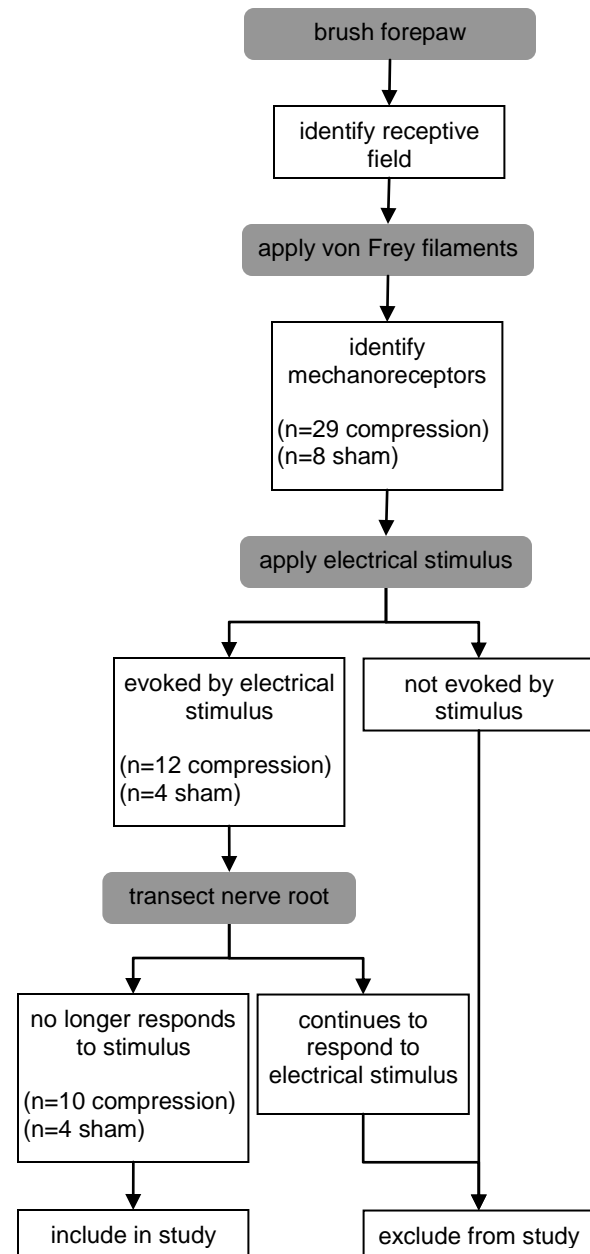 brush forepaw
identify receptive
field
apply von Frey filaments
identify
mechanoreceptors
(n=29 compression)
(n=8 sham)
apply electrical stimulus
evoked by electrical
stimulus
(n=12 compression)
(n=4 sham)
not evoked by
stimulus
transect nerve root
no longer responds
to stimulus
(n=10 compression)
(n=4 sham)
continues to
respond to
electrical stimulus
include in study
exclude from study